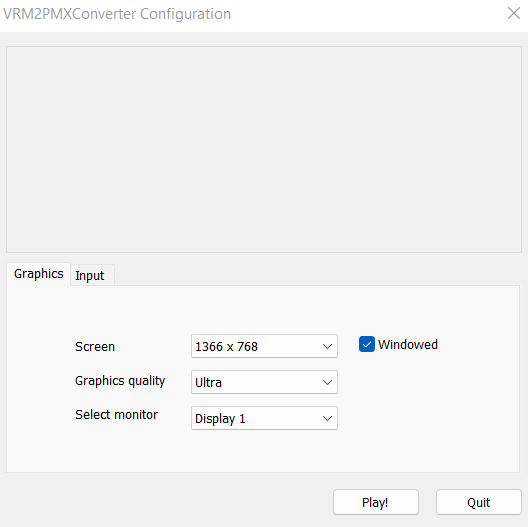 VRM2PMXConverter Configuration
Graphics Input
Screen 1366 x 768 Windowed
Graphics quality Ultra
Select monitor Display 1
Play! Quit